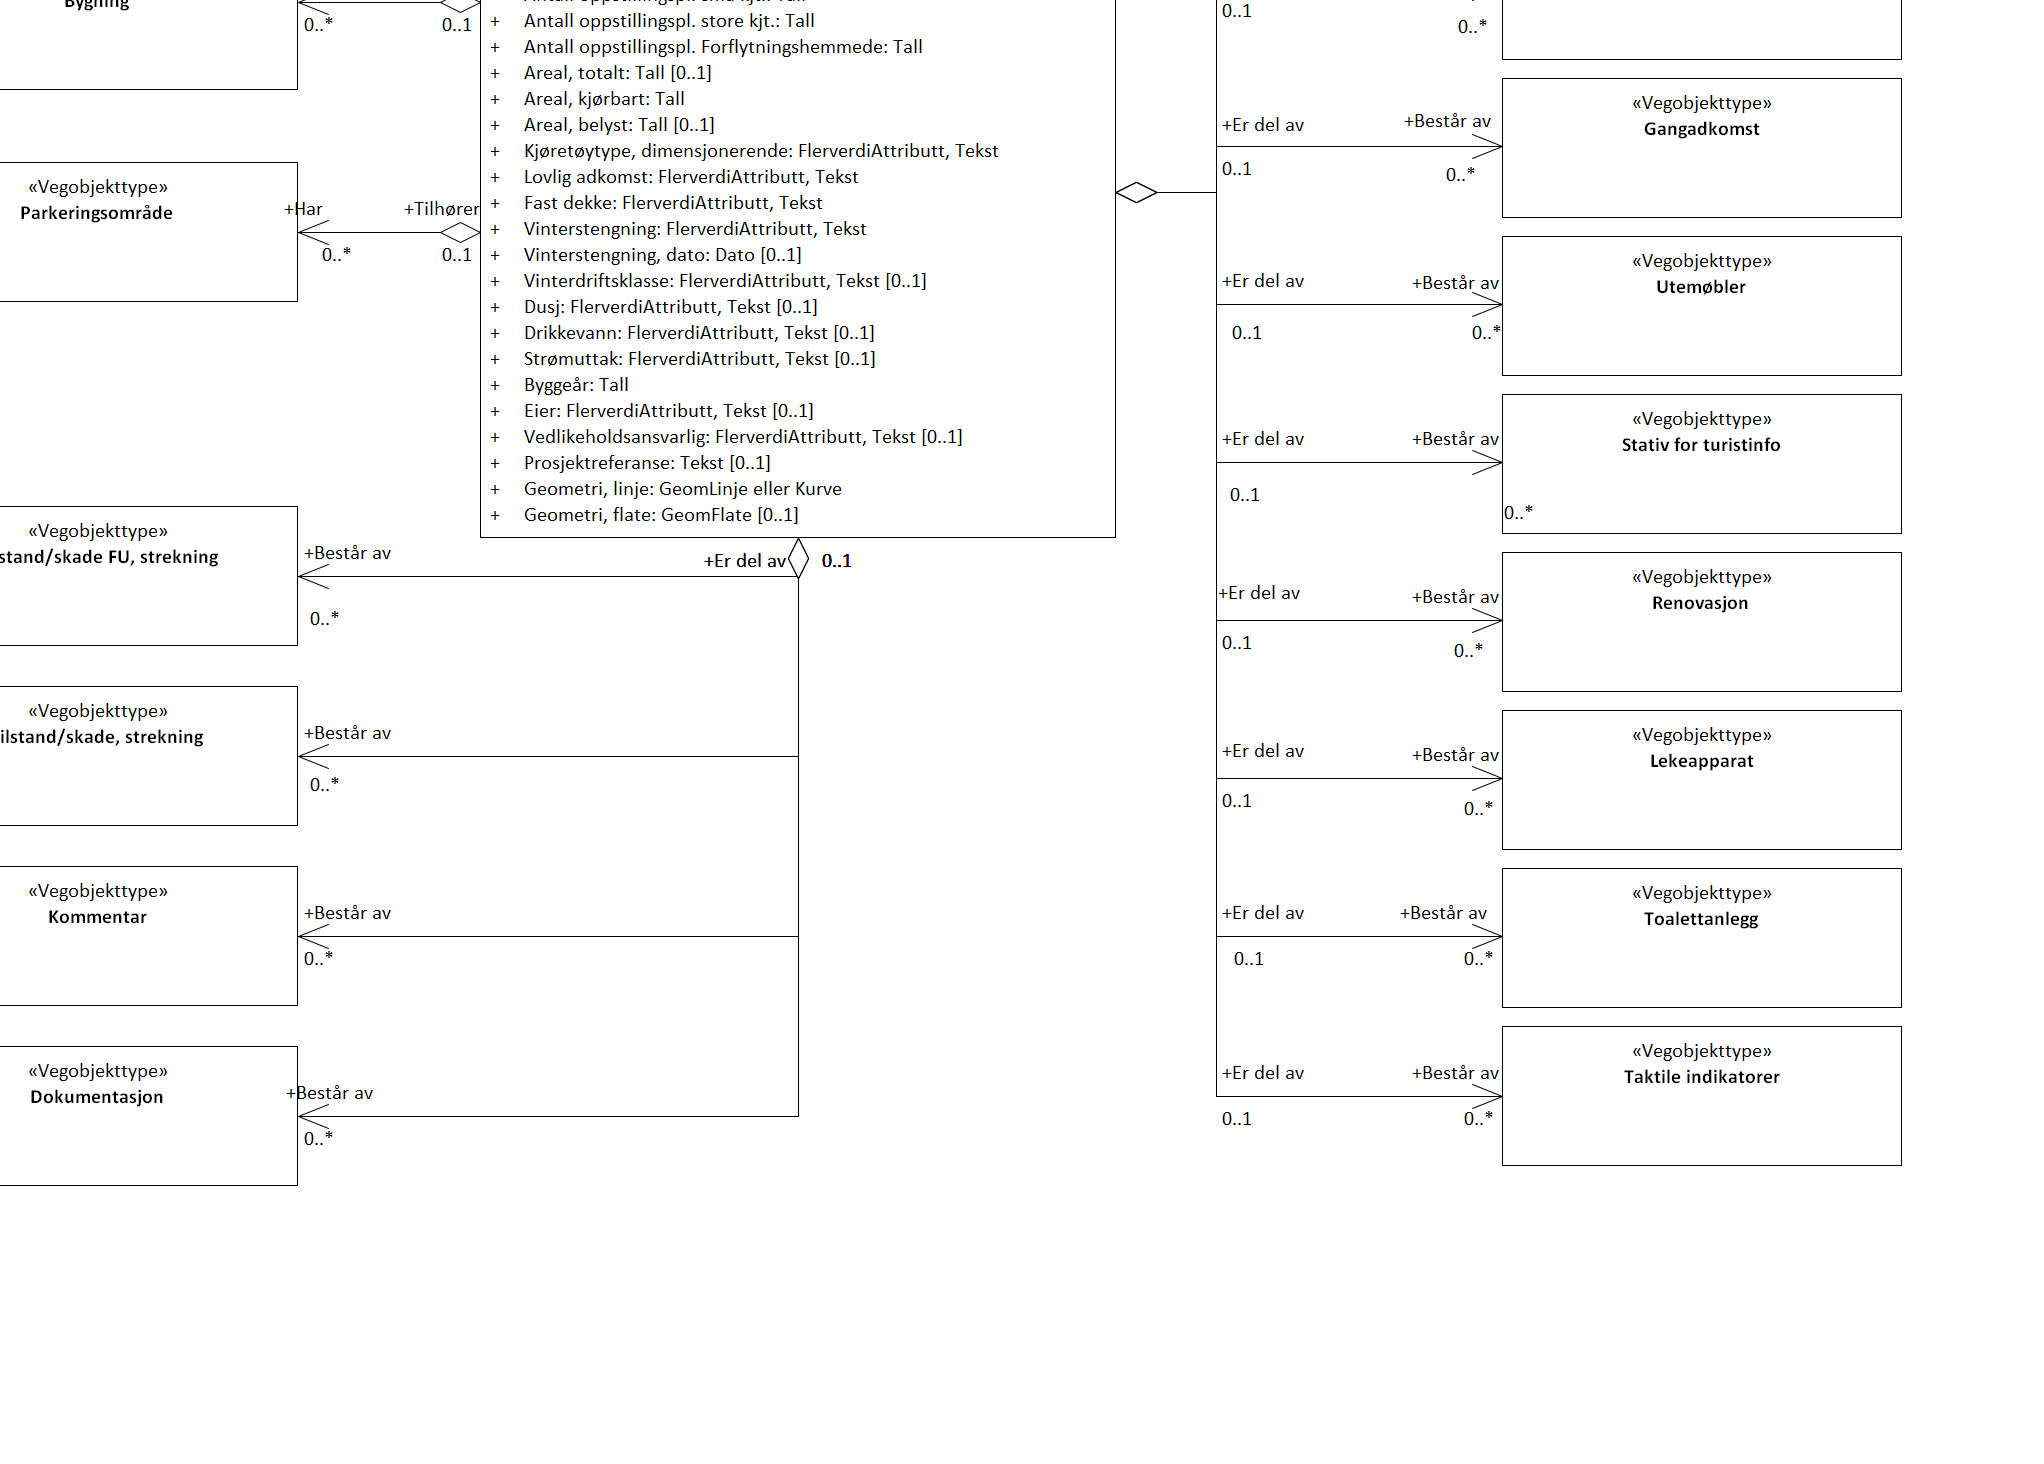 Bygning
0..*
0..1
+ Antall oppstillingspl. store kjt.: Tall
+ Antall oppstillingspl. Forflytningshemmede: Tall
+ Areal, totalt: Tall [0..1]
+ Areal, kjørbart: Tall
+ Areal, belyst: Tall [0..1]
+ Kjøretøytype, dimensjonerende: FlerverdiAttributt, Tekst
+ Lovlig adkomst: FlerverdiAttributt, Tekst
+ Fast dekke: FlerverdiAttributt, Tekst
+ Vinterstengning: FlerverdiAttributt, Tekst
+ Vinterstengning, dato: Dato [0..1]
+ Vinterdriftsklasse: FlerverdiAttributt, Tekst [0..1]
+ Dusj: FlerverdiAttributt, Tekst [0..1]
+ Drikkevann: FlerverdiAttributt, Tekst [0..1]
+ Strømuttak: FlerverdiAttributt, Tekst [0..1]
+ Byggeår: Tall
+ Eier: FlerverdiAttributt, Tekst [0..1]
+ Vedlikeholdsansvarlig: FlerverdiAttributt, Tekst [0..1]
+ Prosjektreferanse: Tekst [0..1]
+ Geometri, linje: GeomLinje eller Kurve
+ Geometri, flate: GeomFlate [0..1]
«Vegobjekttype»
Parkeringsområde
+Har
+Tilhører
0..*
0..1
+Er del av
0..1
«Vegobjekttype»
stand/skade FU, strekning
+Består av
0..*
«Vegobjekttype»
ilstand/skade, strekning
+Består av
0..*
«Vegobjekttype»
Kommentar
+Består av
0..*
«Vegobjekttype»
Dokumentasjon
+Består av
0..*
0..1
0..*
+Er del av
+Består av
0..1
0..*
«Vegobjekttype»
Gangadkomst
+Er del av
+Består av
0..1
0..*
«Vegobjekttype»
Utemøbler
+Er del av
+Består av
0..1
0..*
«Vegobjekttype»
Stativ for turistinfo
+Er del av
+Består av
0..1
0..*
«Vegobjekttype»
Renovasjon
+Er del av
+Består av
0..1
0..*
«Vegobjekttype»
Lekeapparat
+Er del av
+Består av
0..1
0..*
«Vegobjekttype»
Toalettanlegg
+Er del av
+Består av
0..1
0..*
«Vegobjekttype»
Taktile indikatorer